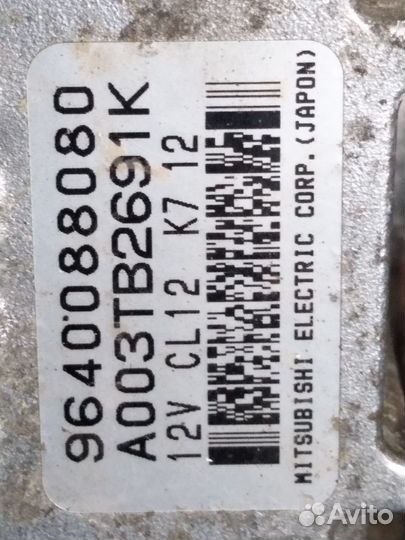 9640088080
A003TB2691K
12V CL12 K7 12
MITSUBISHI ELECTRIC CORP.(JAPON)
Avito